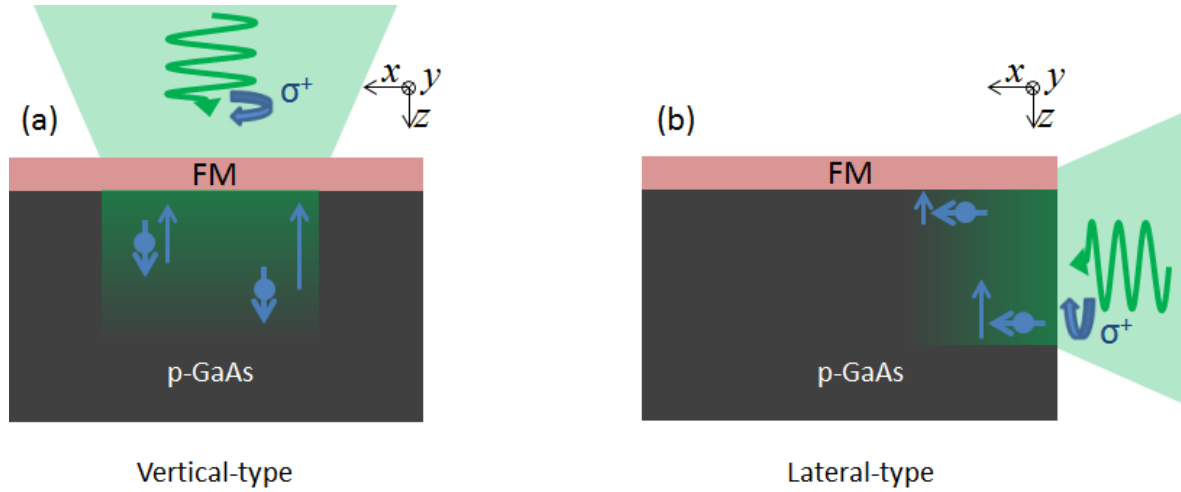 (a)
σ⁺
x
y
z
FM
p-GaAs
Vertical-type
(b)
x
y
z
FM
σ⁺
p-GaAs
Lateral-type